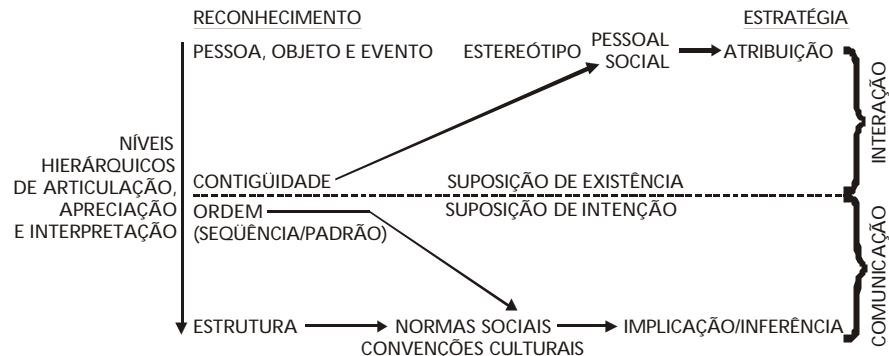 RECONHECIMENTO
ESTRATÉGIA
PESSOA, OBJETO E EVENTO
ESTEREÓTIPO
PESSOAL
SOCIAL
ATRIBUIÇÃO
INTERAÇÃO
NÍVEIS
HIERÁRQUICOS
DE ARTICULAÇÃO,
APRECIAÇÃO
E INTERPRETAÇÃO
CONTIGÜIDADE
SUPOSIÇÃO DE EXISTÊNCIA
ORDEM
(SEQÜÊNCIA/PADRÃO)
SUPOSIÇÃO DE INTENÇÃO
COMUNICAÇÃO
ESTRUTURA
NORMAS SOCIAIS
CONVENÇÕES CULTURAIS
IMPLICAÇÃO/INFERÊNCIA